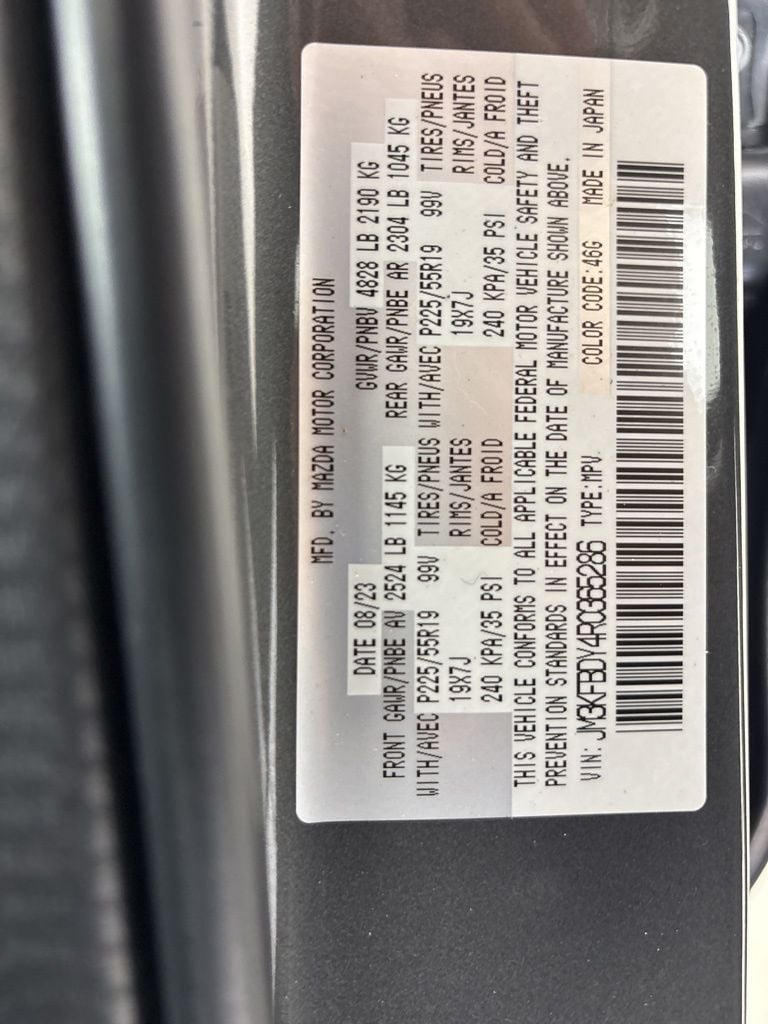 MFD. BY MAZDA MOTOR CORPORATION
DATE 08/23 GVWR/PNBV 4828 LB 2190 KG
FRONT GAWR/PNBE AV 2524 LB 1145 KG REAR GAWR/PNBE AR 2304 LB 1045 KG
WITH/AVEC P225/55R19 99V TIRES/PNEUS WITH/AVEC P225/55R19 99V TIRES/PNEUS
19X7J RIMS/JANTES 19X7J RIMS/JANTES
240 KPA/35 PSI COLD/A FROID 240 KPA/35 PSI COLD/A FROID
THIS VEHICLE CONFORMS TO ALL APPLICABLE FEDERAL MOTOR VEHICLE SAFETY AND THEFT
PREVENTION STANDARDS IN EFFECT ON THE DATE OF MANUFACTURE SHOWN ABOVE.
VIN: JM3KFBDY4R0365286 TYPE:MPV. COLOR CODE:46G MADE IN JAPAN